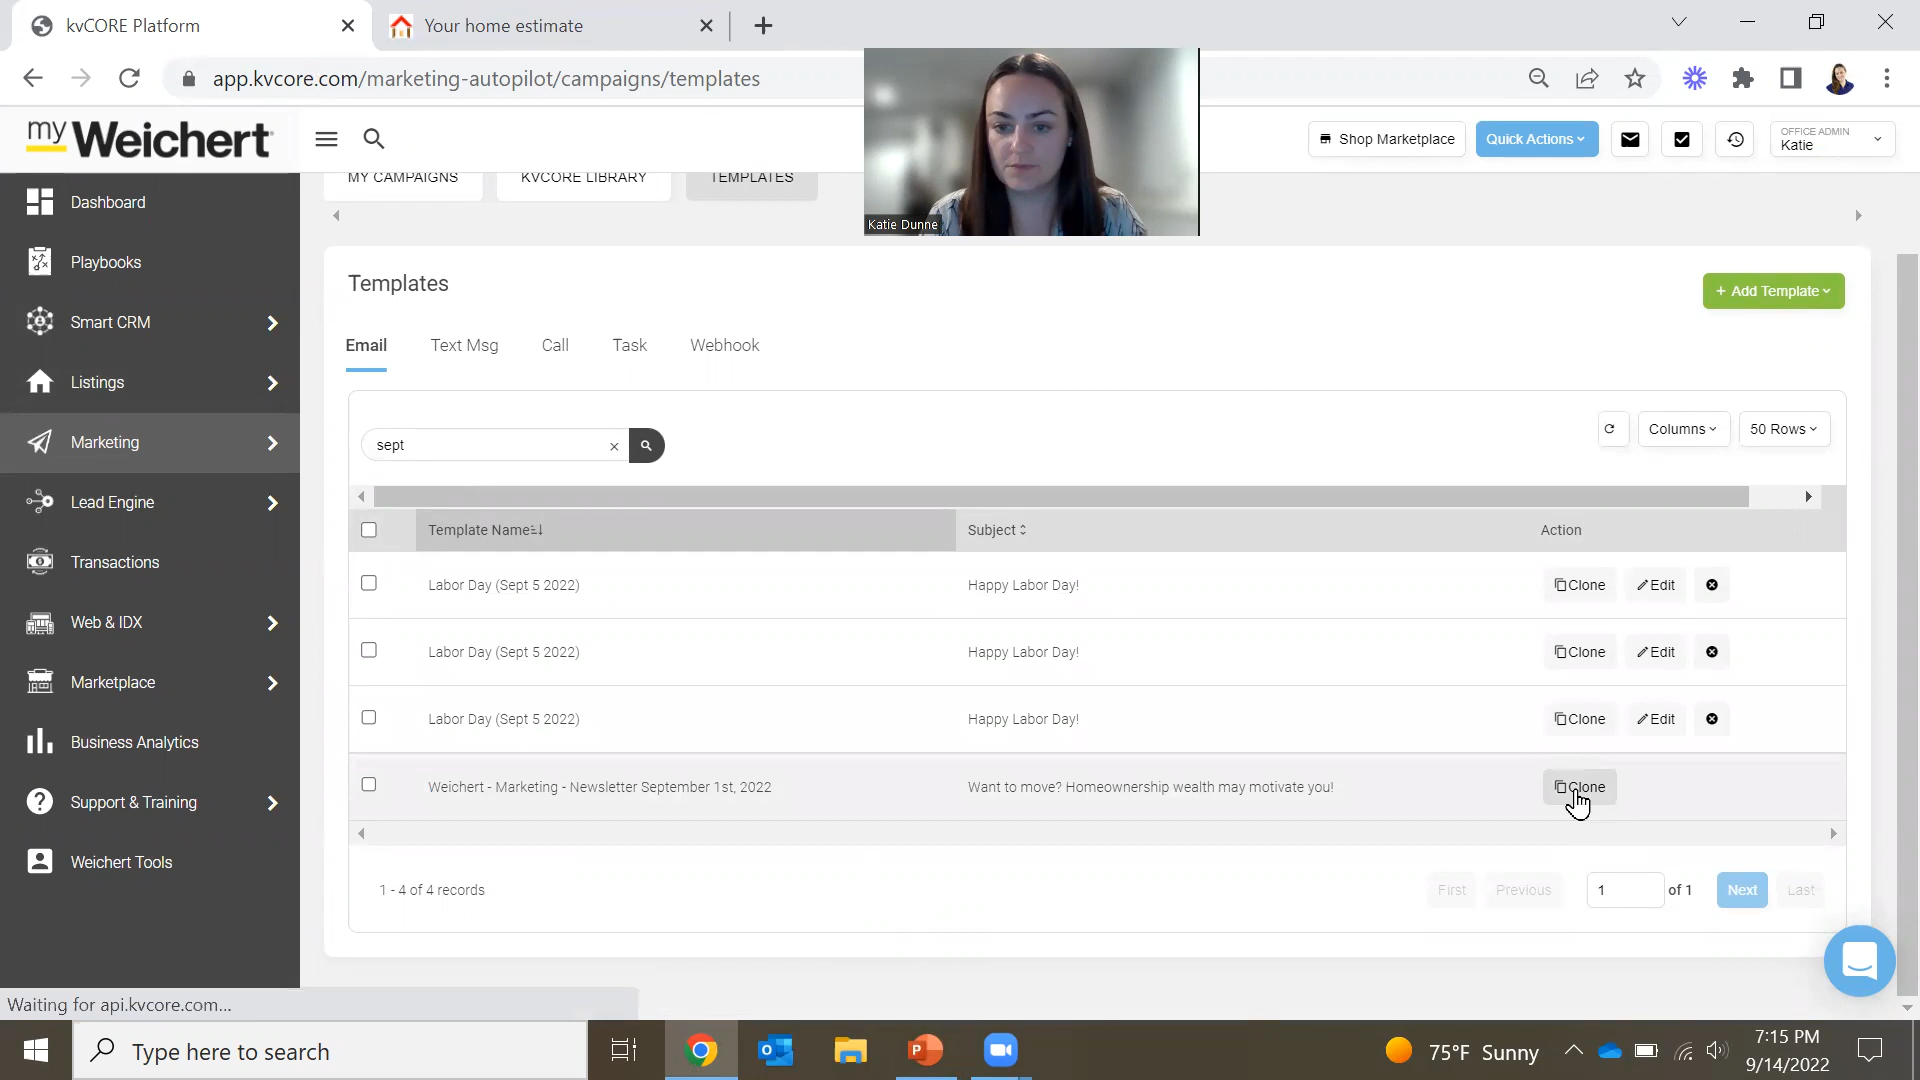 kvCORE Platform
Your home estimate
app.kvcore.com/marketing-autopilot/campaigns/templates
my Weichert
Shop Marketplace
Quick Actions
OFFICE ADMIN
Katie
Katie Dunne
MY CAMPAIGNS
KVCORE LIBRARY
TEMPLATES
Dashboard
Playbooks
Smart CRM
Listings
Marketing
Lead Engine
Transactions
Web & IDX
Marketplace
Business Analytics
Support & Training
Weichert Tools
Templates
+ Add Template
Email Text Msg Call Task Webhook
sept
Columns
50 Rows
Template Name Subject Action
Labor Day (Sept 5 2022) Happy Labor Day! Clone Edit
Labor Day (Sept 5 2022) Happy Labor Day! Clone Edit
Labor Day (Sept 5 2022) Happy Labor Day! Clone Edit
Weichert - Marketing - Newsletter September 1st, 2022 Want to move? Homeownership wealth may motivate you! Clone
1 - 4 of 4 records
First Previous 1 of 1 Next Last
Waiting for api.kvcore.com...
Type here to search
75°F Sunny
7:15 PM
9/14/2022